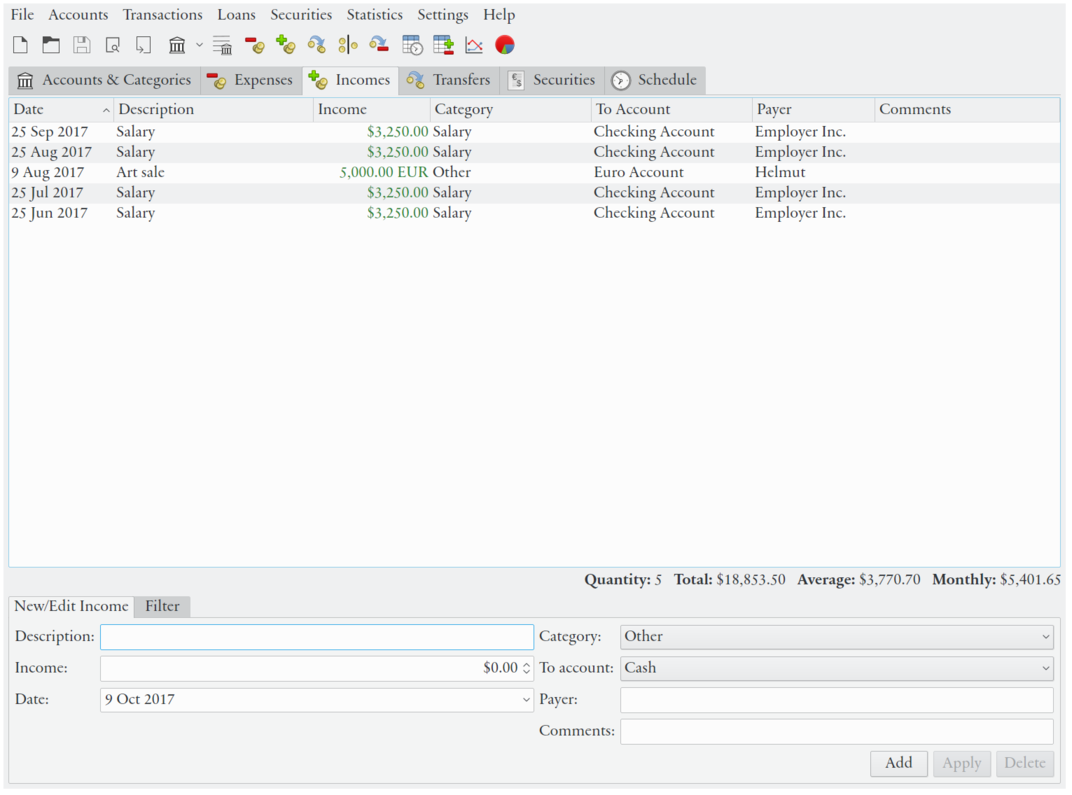 File Accounts Transactions Loans Securities Statistics Settings Help
Accounts & Categories Expenses Incomes Transfers Securities Schedule
Date Description Income Category To Account Payer Comments
25 Sep 2017 Salary $3,250.00 Salary Checking Account Employer Inc.
25 Aug 2017 Salary $3,250.00 Salary Checking Account Employer Inc.
9 Aug 2017 Art sale 5,000.00 EUR Other Euro Account Helmut
25 Jul 2017 Salary $3,250.00 Salary Checking Account Employer Inc.
25 Jun 2017 Salary $3,250.00 Salary Checking Account Employer Inc.
Quantity: 5 Total: $18,853.50 Average: $3,770.70 Monthly: $5,401.65
New/Edit Income Filter
Description: Category: Other
Income: $0.00 To account: Cash
Date: 9 Oct 2017 Payer:
Comments:
Add Apply Delete